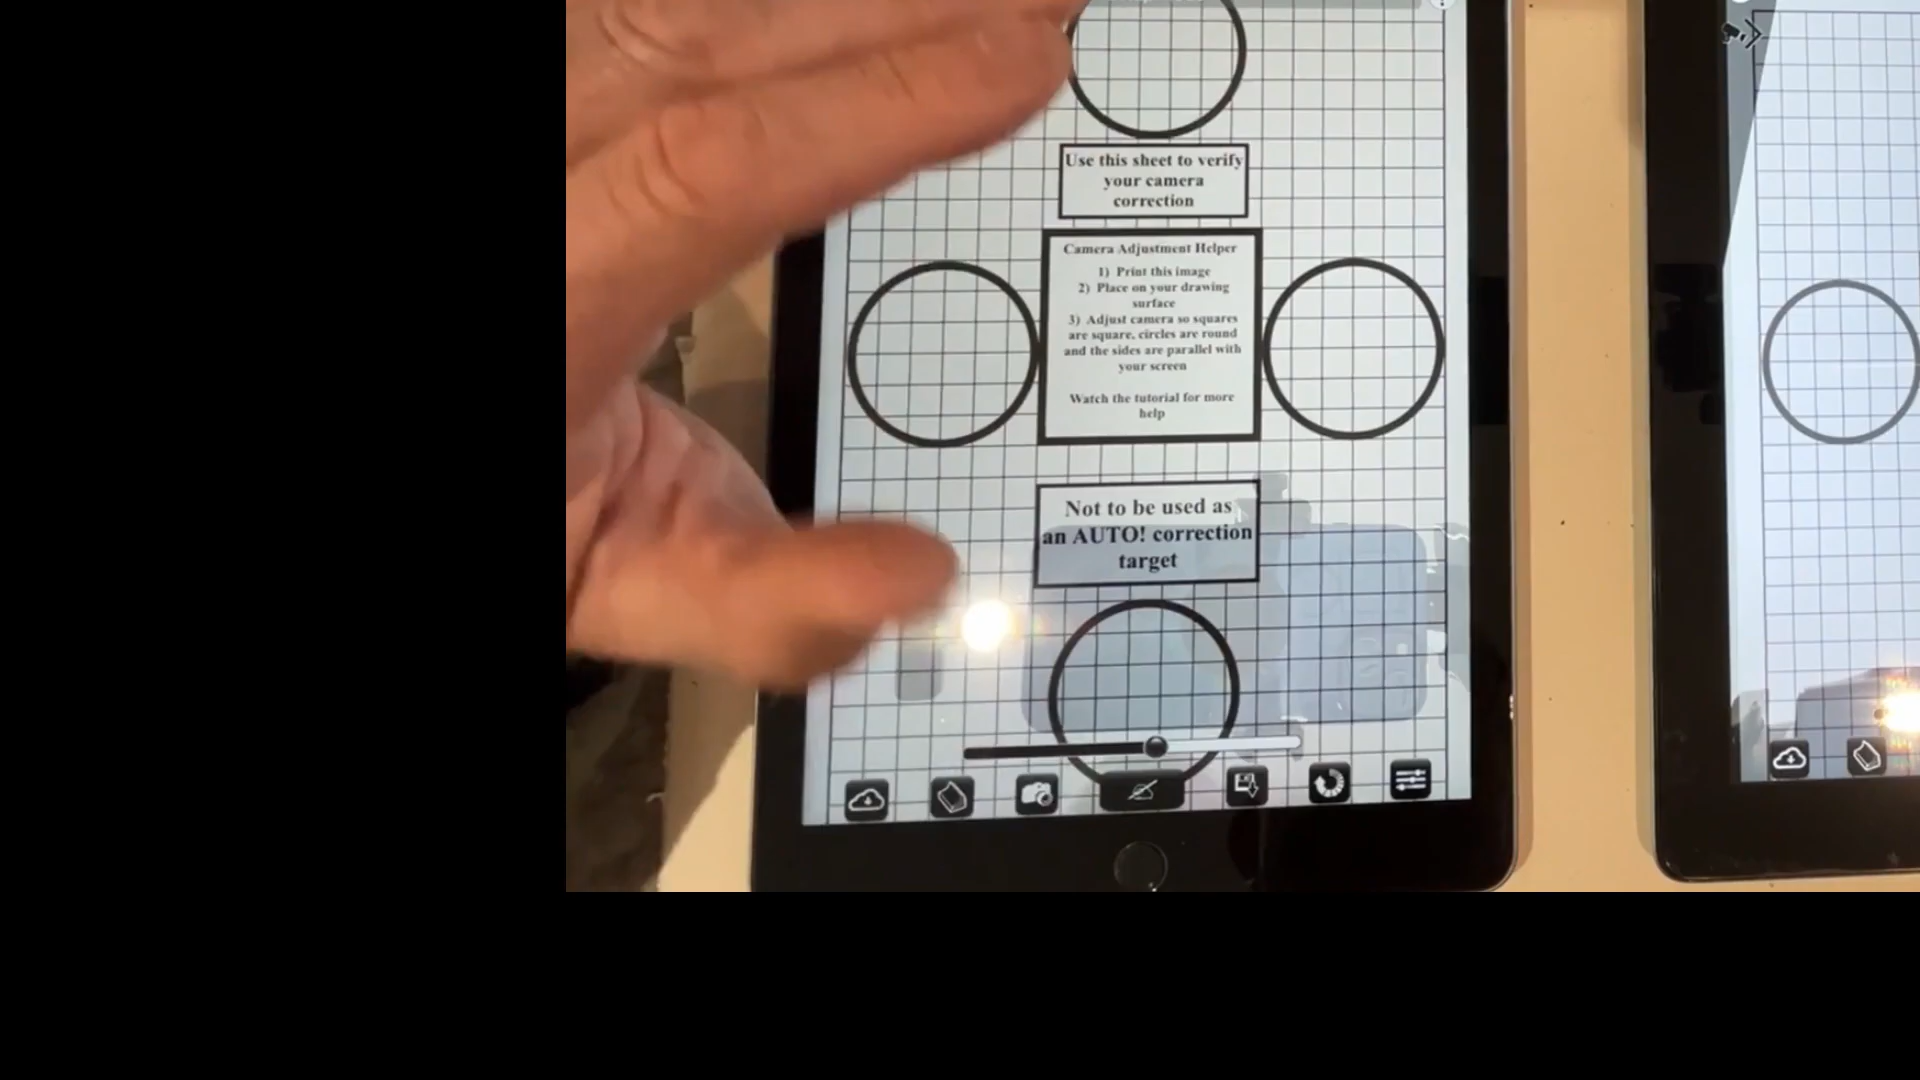 Use this sheet to verify
your camera
correction
Camera Adjustment Helper
1) Print this image
2) Place on your drawing
surface
3) Adjust camera so squares
are square, circles are round
and the sides are parallel with
your screen
Watch the tutorial for more
help
Not to be used as
an AUTO! correction
target